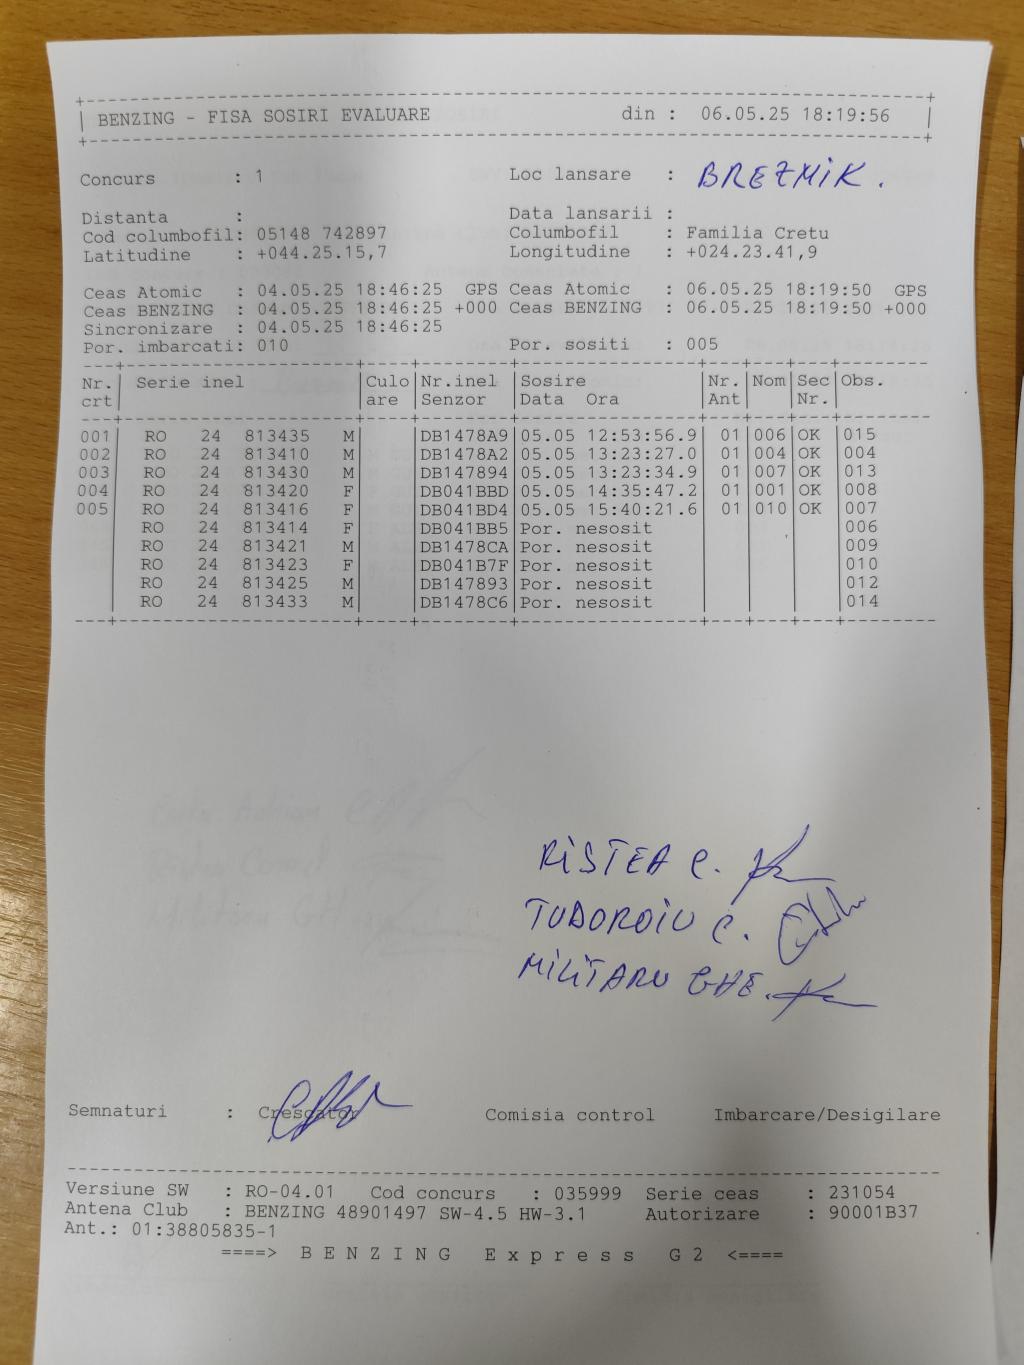 BENZING - FISA SOSIRI EVALUARE din : 06.05.25 18:19:56
Concurs : 1 Loc lansare : BREZMIK.
Distanta : Data lansarii :
Cod columbofil: 05148 742897 Columbofil : Familia Cretu
Latitudine : +044.25.15,7 Longitudine : +024.23.41,9
Ceas Atomic : 04.05.25 18:46:25 GPS Ceas Atomic : 06.05.25 18:19:50 GPS
Ceas BENZING : 04.05.25 18:46:25 +000 Ceas BENZING : 06.05.25 18:19:50 +000
Sincronizare : 04.05.25 18:46:25
Por. imbarcati: 010 Por. sositi : 005
Nr. Serie inel Culo Nr.inel Sosire Nr. Nom Sec Obs.
crt are Senzor Data Ora Ant Nr.
001 RO 24 813435 M DB1478A9 05.05 12:53:56.9 01 006 OK 015
002 RO 24 813410 M DB1478A2 05.05 13:23:27.0 01 004 OK 004
003 RO 24 813430 M DB147894 05.05 13:23:34.9 01 007 OK 013
004 RO 24 813420 F DB041BBD 05.05 14:35:47.2 01 001 OK 008
005 RO 24 813416 F DB041BD4 05.05 15:40:21.6 01 010 OK 007
RO 24 813414 F DB041BB5 Por. nesosit 006
RO 24 813421 M DB1478CA Por. nesosit 009
RO 24 813423 F DB041B7F Por. nesosit 010
RO 24 813425 M DB147893 Por. nesosit 012
RO 24 813433 M DB1478C6 Por. nesosit 014
RISTEA C.
TUDOROIU C.
MILITARU GHE.
Semnaturi : Crescator Comisia control Imbarcare/Desigilare
Versiune SW : RO-04.01 Cod concurs : 035999 Serie ceas : 231054
Antena Club : BENZING 48901497 SW-4.5 HW-3.1 Autorizare : 90001B37
Ant.: 01:38805835-1
====> B E N Z I N G E x p r e s s G 2 <====